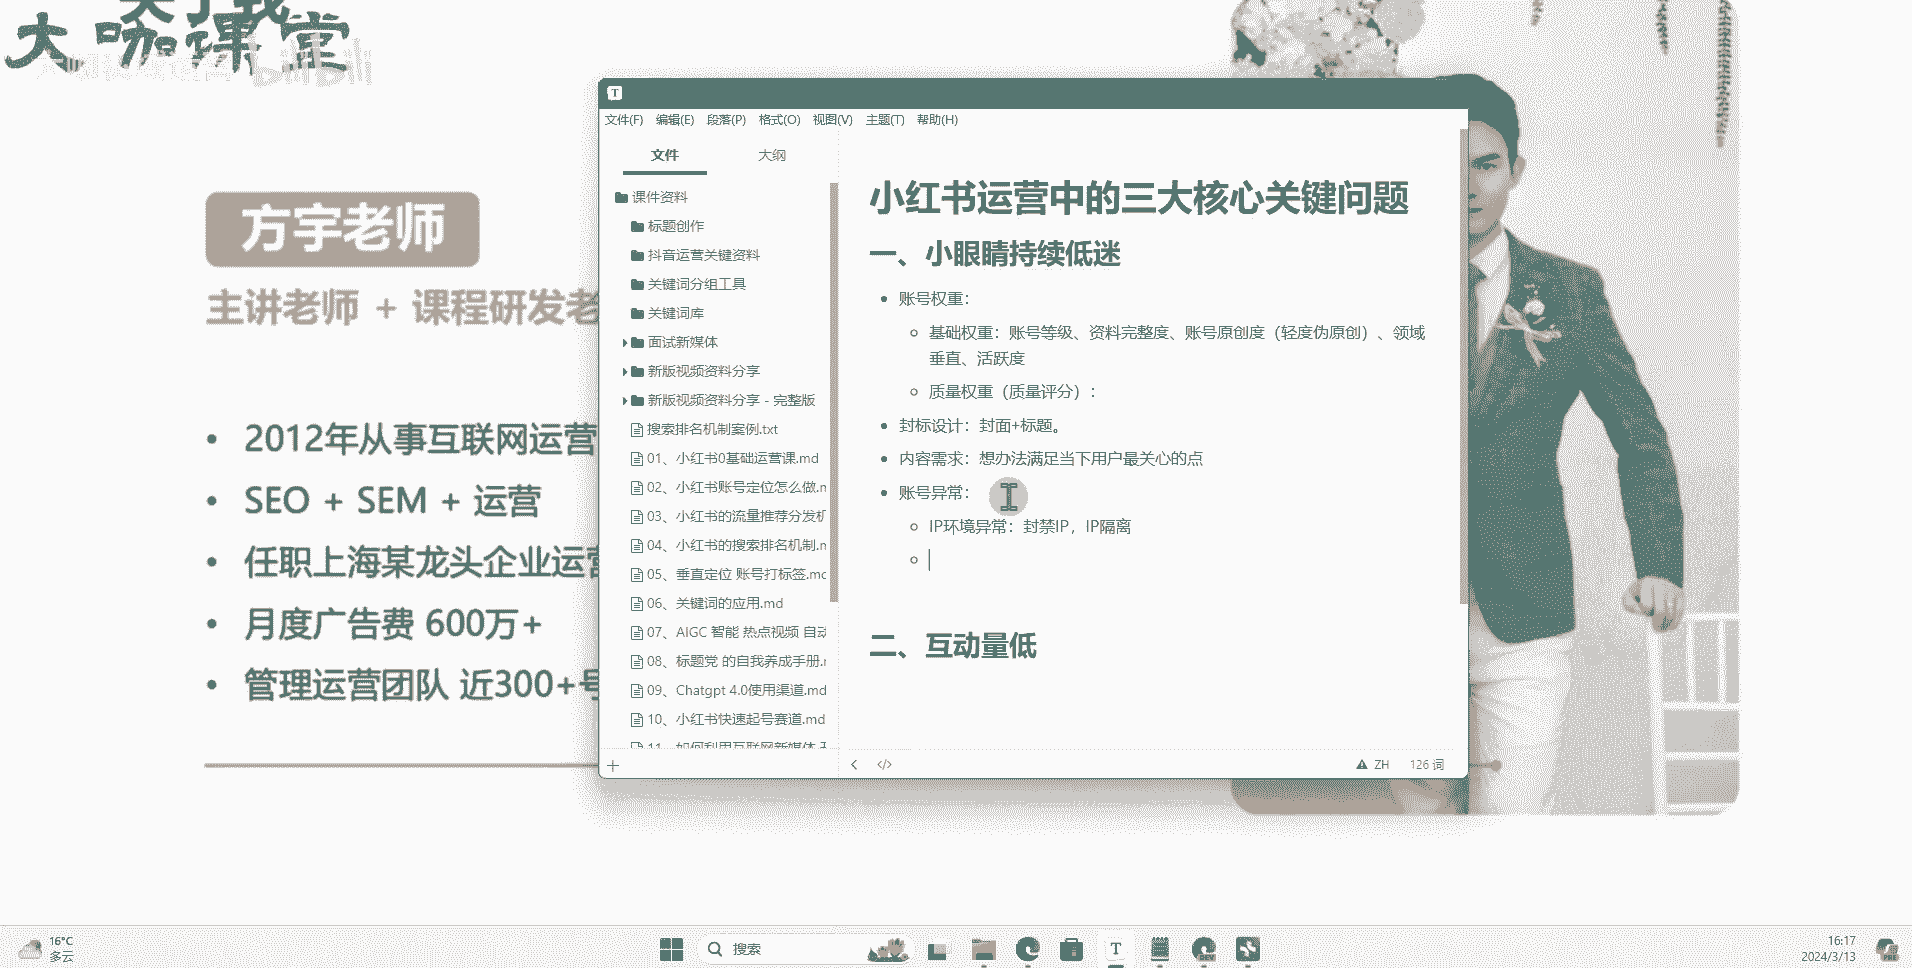 大咖课堂
bilibili
方宇老师
主讲老师 + 课程研发老
2012年从事互联网运营
SEO + SEM + 运营
任职上海某龙头企业运营
月度广告费 600万+
管理运营团队 近300+号
T
文件(F) 编辑(E) 段落(P) 格式(O) 视图(V) 主题(T) 帮助(H)
文件 大纲
课件资料
标题创作
抖音运营关键资料
关键词分组工具
关键词库
面试新媒体
新版视频资料分享
新版视频资料分享 - 完整版
搜索排名机制案例.txt
01、小红书0基础运营课.md
02、小红书账号定位怎么做.m
03、小红书的流量推荐分发机
04、小红书的搜索排名机制.m
05、垂直定位 账号打标签.md
06、关键词的应用.md
07、AIGC 智能 热点视频 自动
08、标题党 的自我养成手册.m
09、Chatgpt 4.0使用渠道.md
10、小红书快速起号赛道.md
11、如何利用互联网新媒体
小红书运营中的三大核心关键问题
一、小眼睛持续低迷
账号权重：
基础权重：账号等级、资料完整度、账号原创度（轻度伪原创）、领域
垂直、活跃度
质量权重（质量评分）：
封标设计：封面+标题。
内容需求：想办法满足当下用户最关心的点
账号异常：
IP环境异常：封禁IP，IP隔离
二、互动量低
ZH 126 词
16°C
多云
搜索
T
DEV
16:17
2024/3/13
PRE